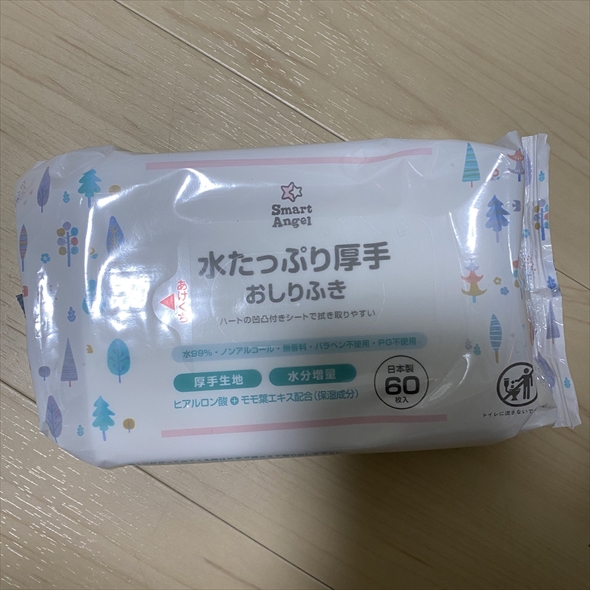 Smart
Angel
水たっぷり厚手
おしりふき
あけくち
ハートの凹凸付きシートで拭き取りやすい
水99%・ノンアルコール・無香料・パラベン不使用・PG不使用
厚手生地
水分増量
日本製
60
枚入
ヒアルロン酸+モモ葉エキス配合(保湿成分)
トイレに流さないで